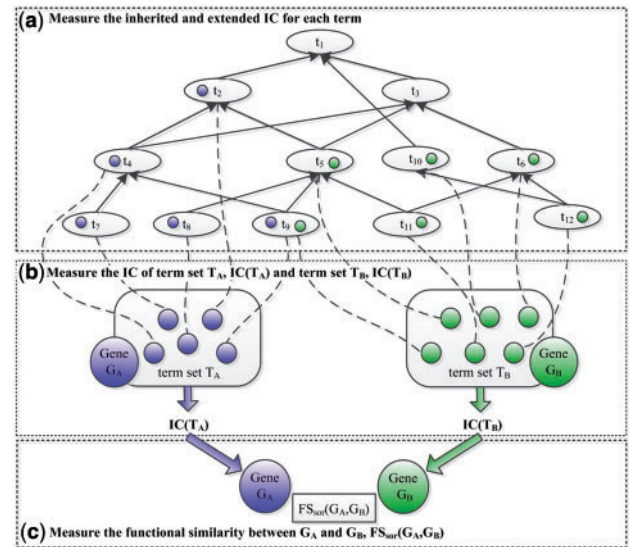 (a) Measure the inherited and extended IC for each term
t1
t2
t3
t4
t5
t10
t6
t7
t8
t9
t11
t12
(b) Measure the IC of term set TA, IC(TA) and term set TB, IC(TB)
Gene GA
term set TA
term set TB
Gene GB
IC(TA)
IC(TB)
Gene GA
FSsor(GA,GB)
Gene GB
(c) Measure the functional similarity between GA and GB, FSsor(GA,GB)